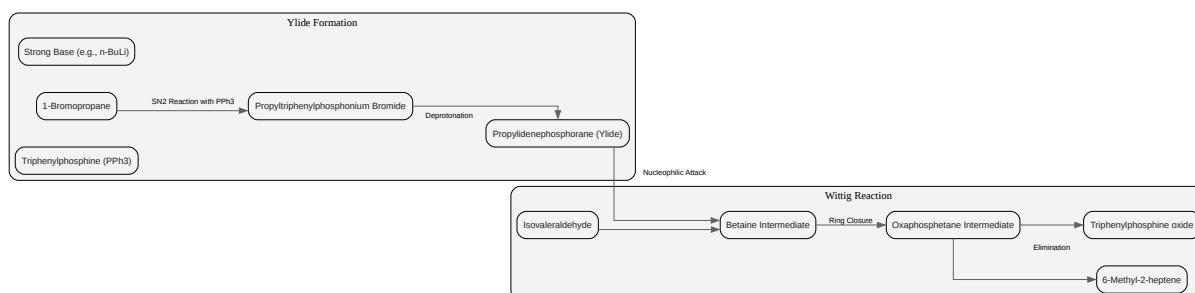 Ylide Formation
Strong Base (e.g., n-BuLi)
1-Bromopropane
SN2 Reaction with PPh3
Propyltriphenylphosphonium Bromide
Deprotonation
Propylidenephosphorane (Ylide)
Triphenylphosphine (PPh3)
Nucleophilic Attack
Wittig Reaction
Isovaleraldehyde
Betaine Intermediate
Ring Closure
Oxaphosphetane Intermediate
Triphenylphosphine oxide
Elimination
6-Methyl-2-heptene